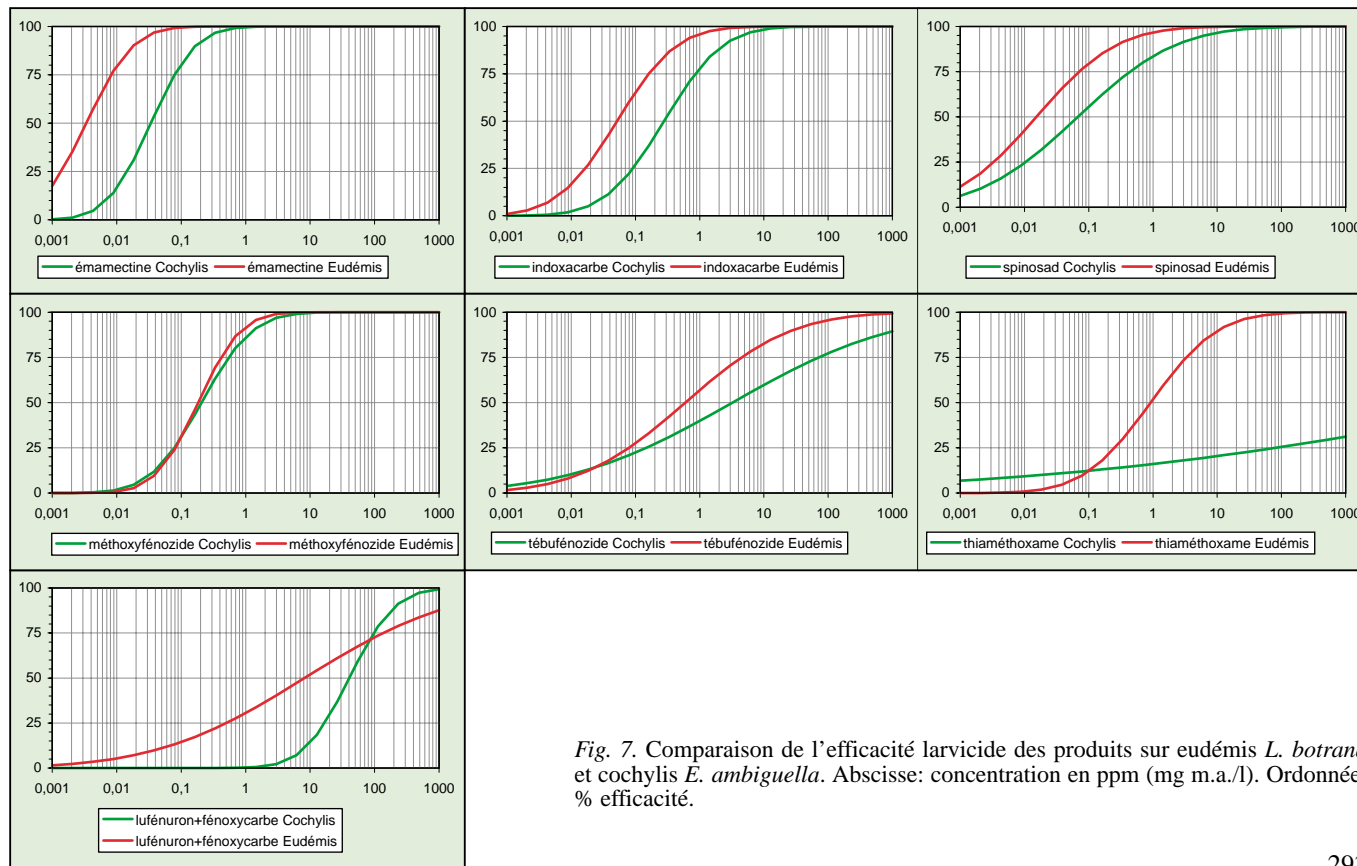 100
75
50
25
0
0,001 0,01 0,1 1 10 100 1000
émamectine Cochylis émamectine Eudémis
100
75
50
25
0
0,001 0,01 0,1 1 10 100 1000
indoxacarbe Cochylis indoxacarbe Eudémis
100
75
50
25
0
0,001 0,01 0,1 1 10 100 1000
spinosad Cochylis spinosad Eudémis
100
75
50
25
0
0,001 0,01 0,1 1 10 100 1000
méthoxyfénozide Cochylis méthoxyfénozide Eudémis
100
75
50
25
0
0,001 0,01 0,1 1 10 100 1000
tébufénozide Cochylis tébufénozide Eudémis
100
75
50
25
0
0,001 0,01 0,1 1 10 100 1000
thiaméthoxame Cochylis thiaméthoxame Eudémis
100
75
50
25
0
0,001 0,01 0,1 1 10 100 1000
lufénuron+fénoxycarbe Cochylis
lufénuron+fénoxycarbe Eudémis
Fig. 7. Comparaison de l'efficacité larvicide des produits sur eudémis L. botrana
et cochylis E. ambiguella. Abscisse: concentration en ppm (mg m.a./l). Ordonnée
% efficacité.